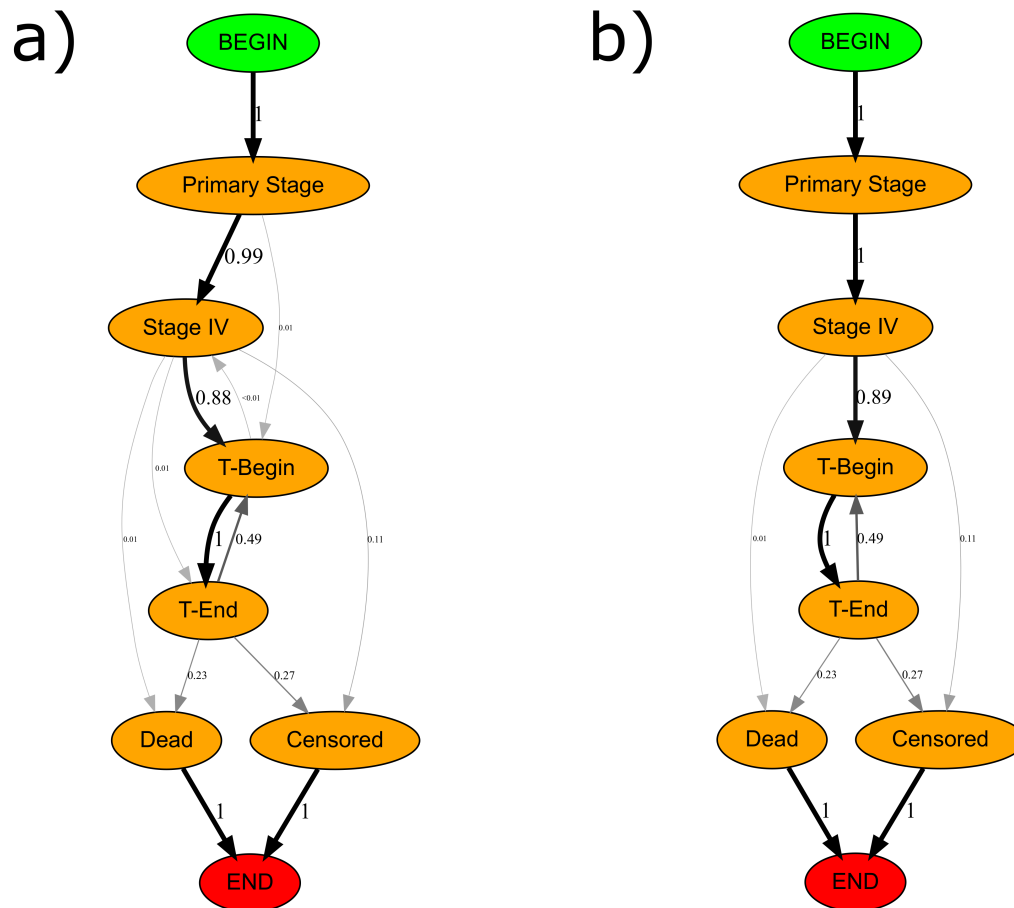 a)
BEGIN
1
Primary Stage
0.99
0.01
Stage IV
0.88
<0.01
0.01
T-Begin
0.01
1
0.49
0.11
T-End
0.23
0.27
Dead
Censored
1
1
END
b)
BEGIN
1
Primary Stage
1
Stage IV
0.89
T-Begin
0.01
1
0.49
0.11
T-End
0.23
0.27
Dead
Censored
1
1
END